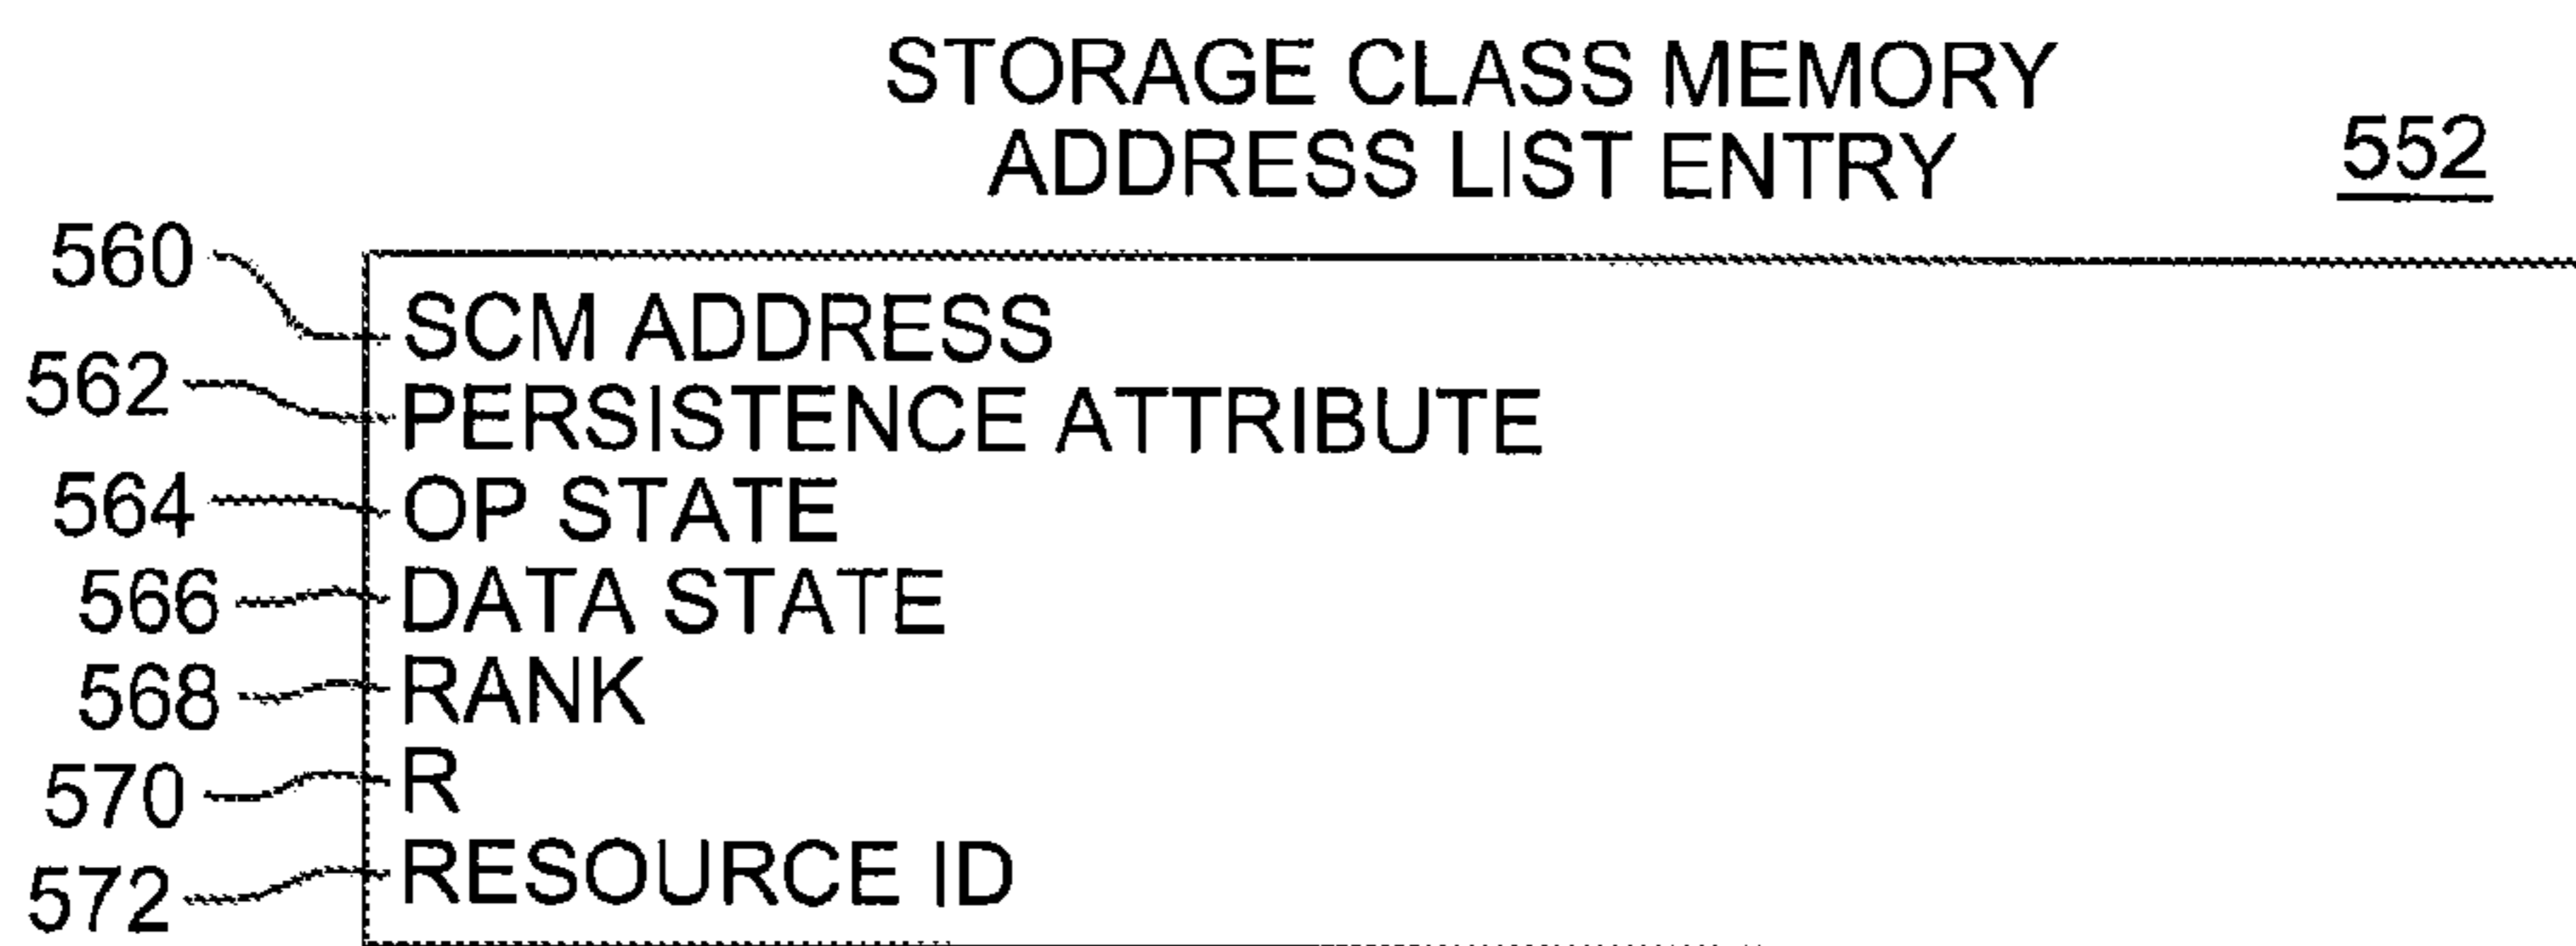 STORAGE CLASS MEMORY
ADDRESS LIST ENTRY
552
560 SCM ADDRESS
562 PERSISTENCE ATTRIBUTE
564 OP STATE
566 DATA STATE
568 RANK
570 R
572 RESOURCE ID